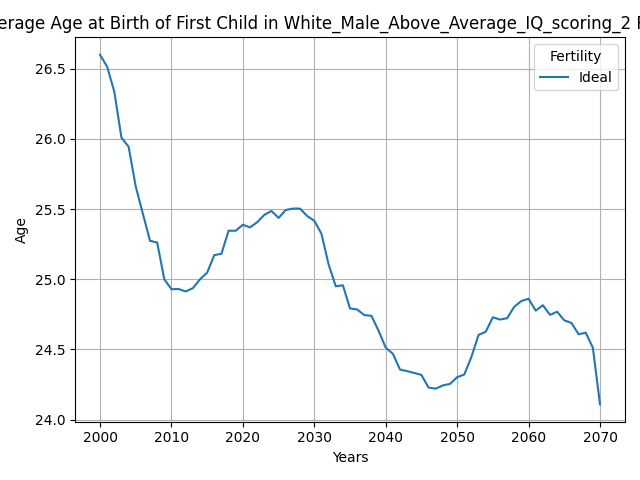 Average Age at Birth of First Child in White_Male_Above_Average_IQ_scoring_2
Fertility
Ideal
26.5
26.0
25.5
25.0
24.5
24.0
Age
2000 2010 2020 2030 2040 2050 2060 2070
Years